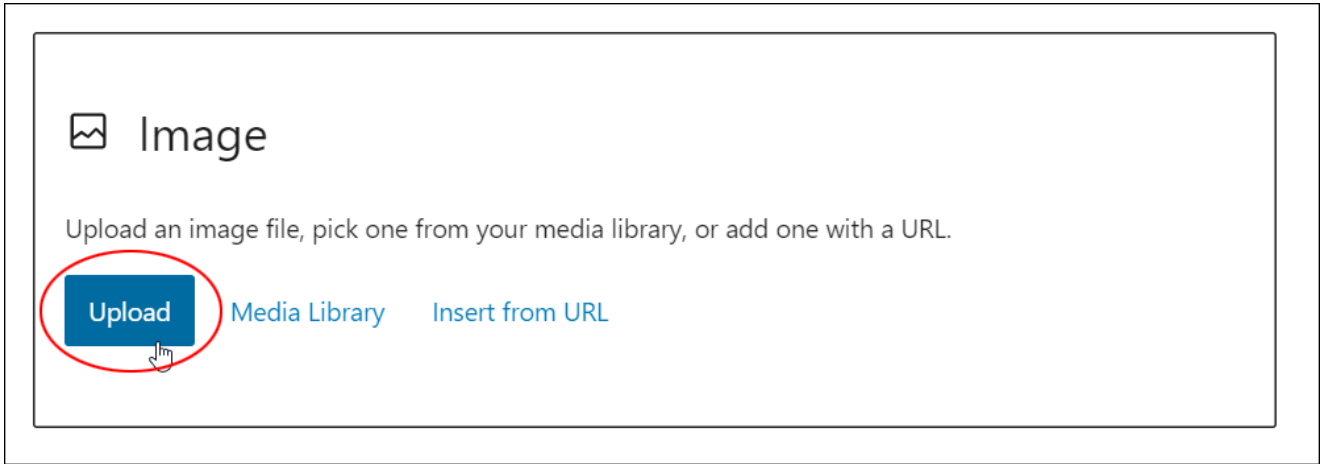 Image
Upload an image file, pick one from your media library, or add one with a URL.
Upload Media Library Insert from URL